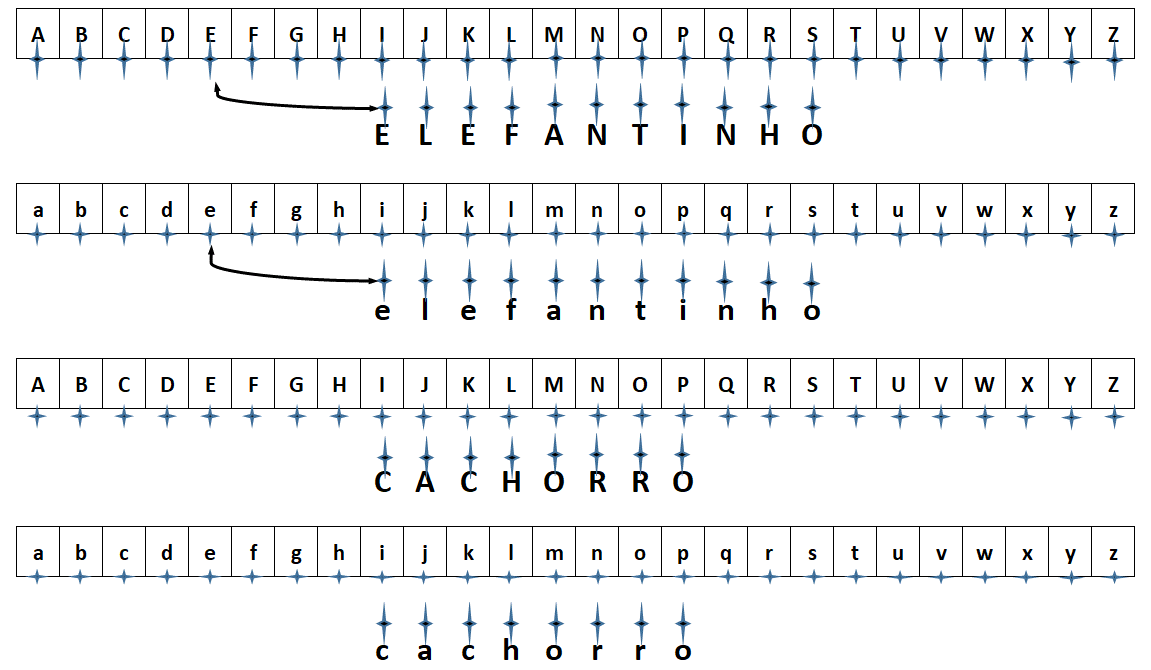 A B C D E F G H I J K L M N O P Q R S T U V W X Y Z
E L E F A N T I N H O
a b c d e f g h i j k l m n o p q r s t u v w x y z
e l e f a n t i n h o
A B C D E F G H I J K L M N O P Q R S T U V W X Y Z
C A C H O R R O
a b c d e f g h i j k l m n o p q r s t u v w x y z
c a c h o r r o